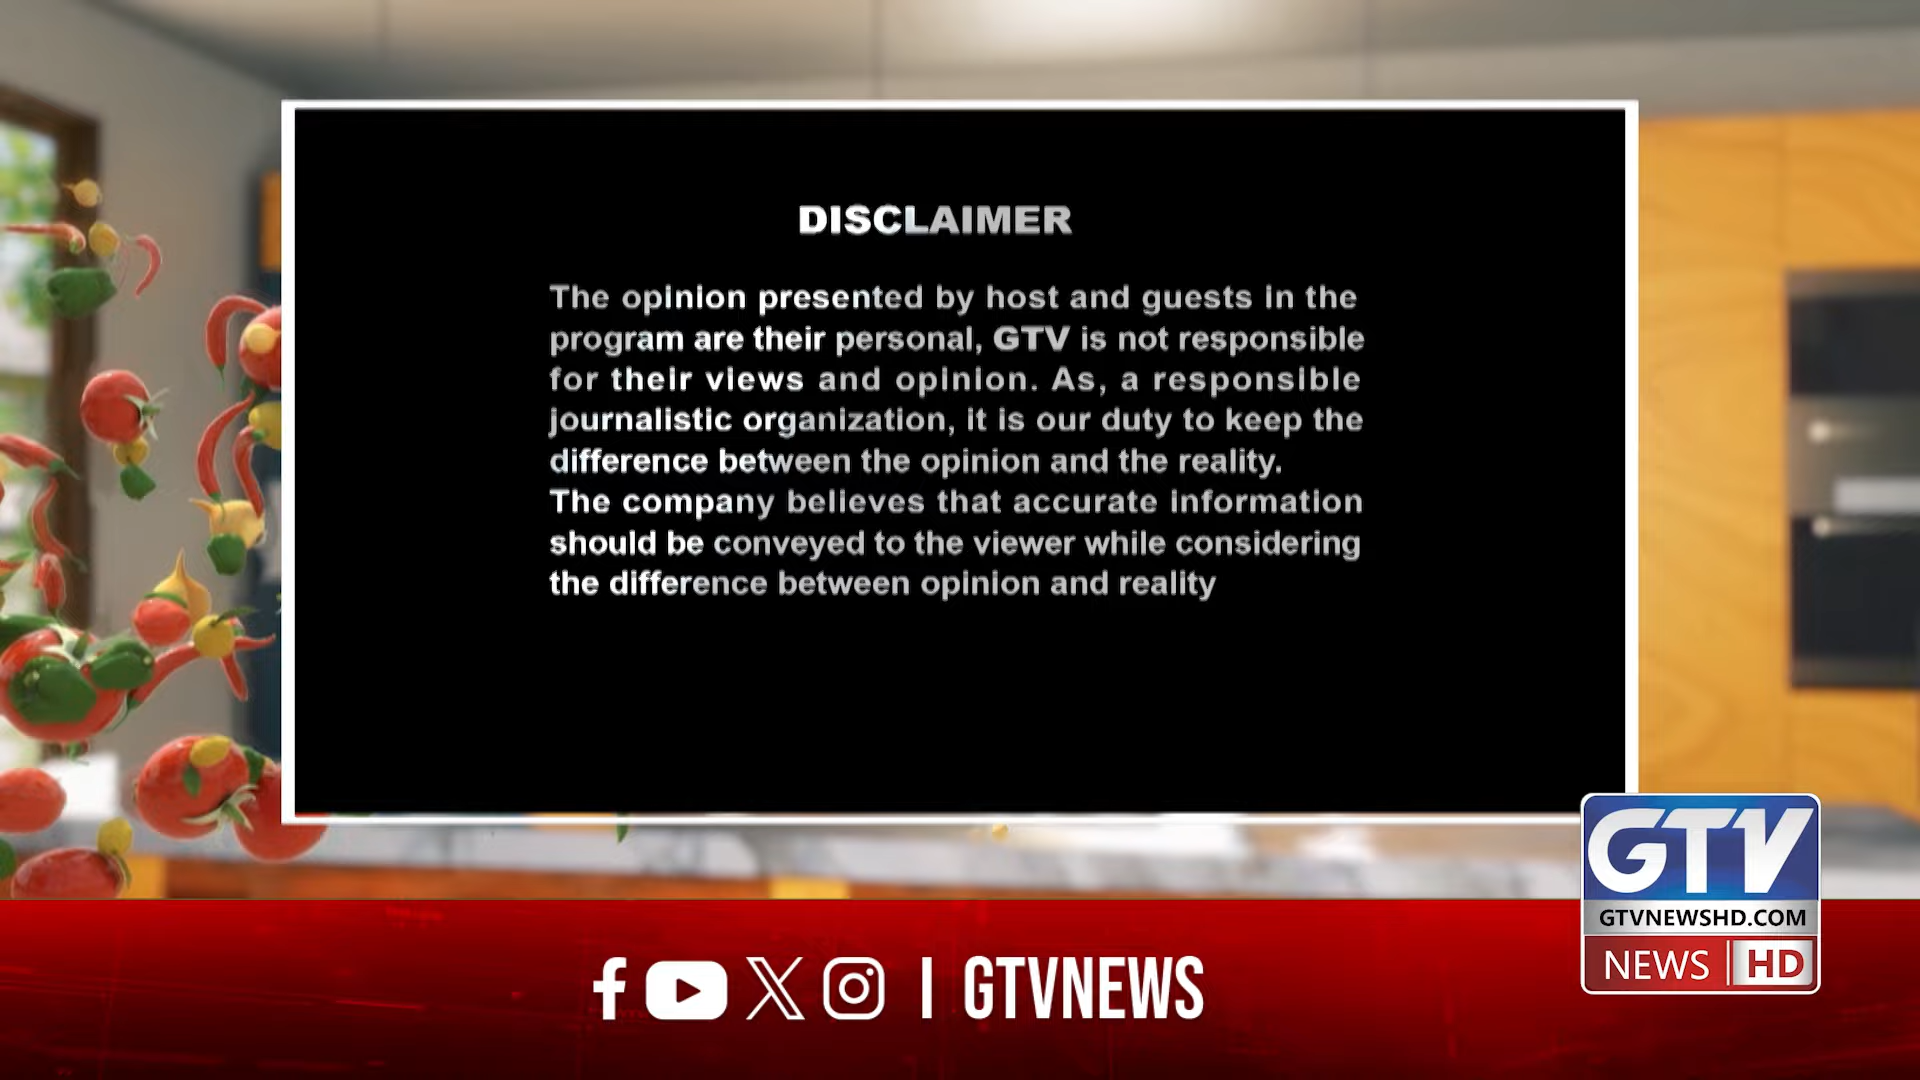 DISCLAIMER
The opinion presented by host and guests in the
program are their personal, GTV is not responsible
for their views and opinion. As, a responsible
journalistic organization, it is our duty to keep the
difference between the opinion and the reality.
The company believes that accurate information
should be conveyed to the viewer while considering
the difference between opinion and reality
GTV
GTVNEWSHD.COM
NEWS HD
| GTVNEWS